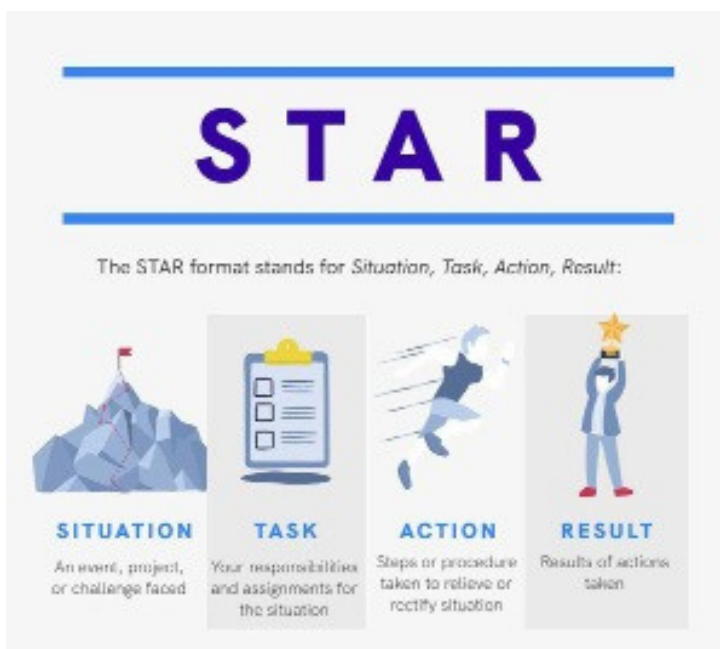 STAR
The STAR format stands for Situation, Task, Action, Result:
SITUATION
An event, project,
or challenge faced
TASK
Your responsibilities
and assignments for
the situation
ACTION
Steps or procedure
taken to relieve or
rectify situation
RESULT
Results of actions
taken